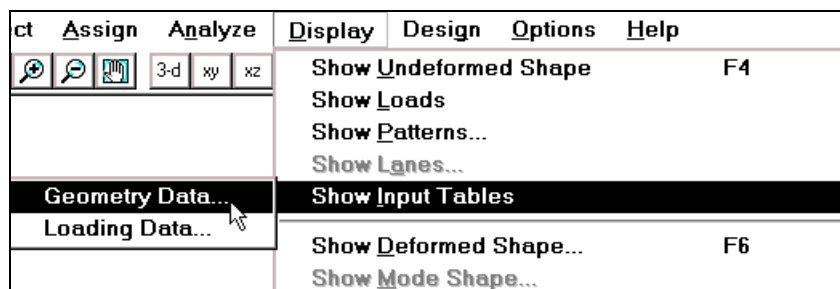 ct Assign Analyze Display Design Options Help
3-d xy xz
Show Undeformed Shape F4
Show Loads
Show Patterns...
Show Lanes...
Geometry Data... Show Input Tables
Loading Data...
Show Deformed Shape... F6
Show Mode Shape...